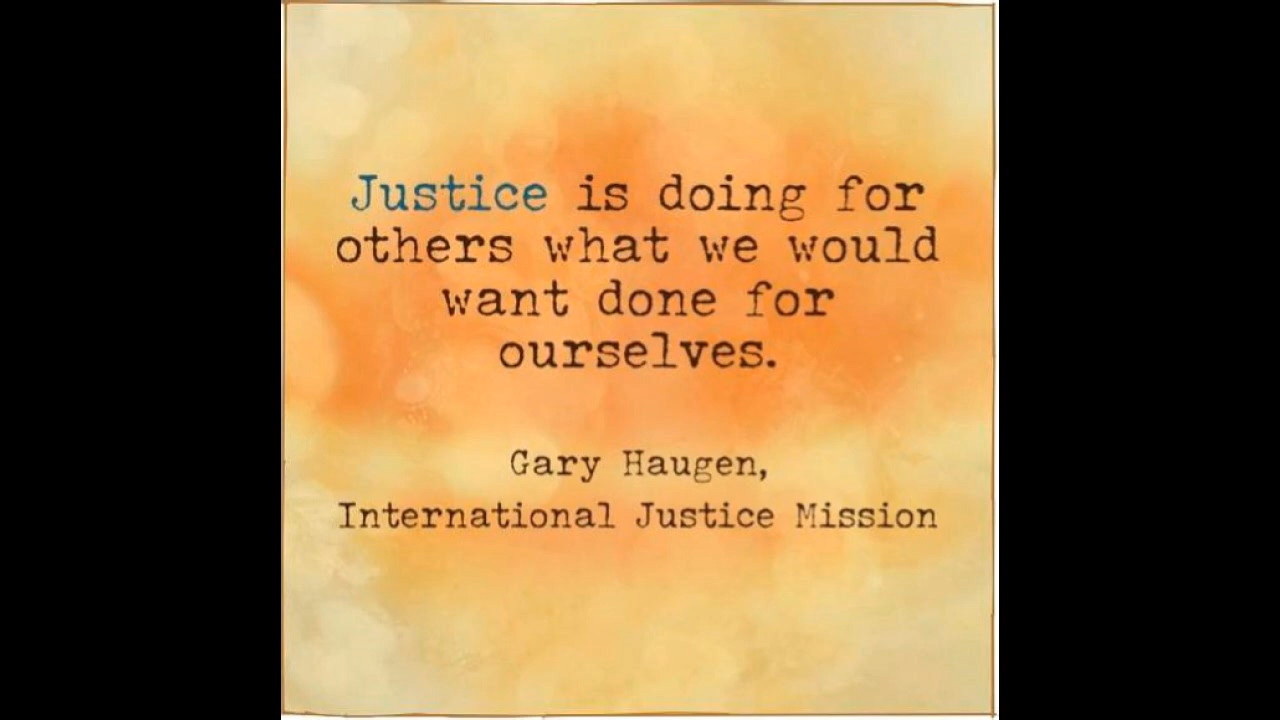 Justice is doing for
others what we would
want done for
ourselves.
Gary Haugen,
International Justice Mission